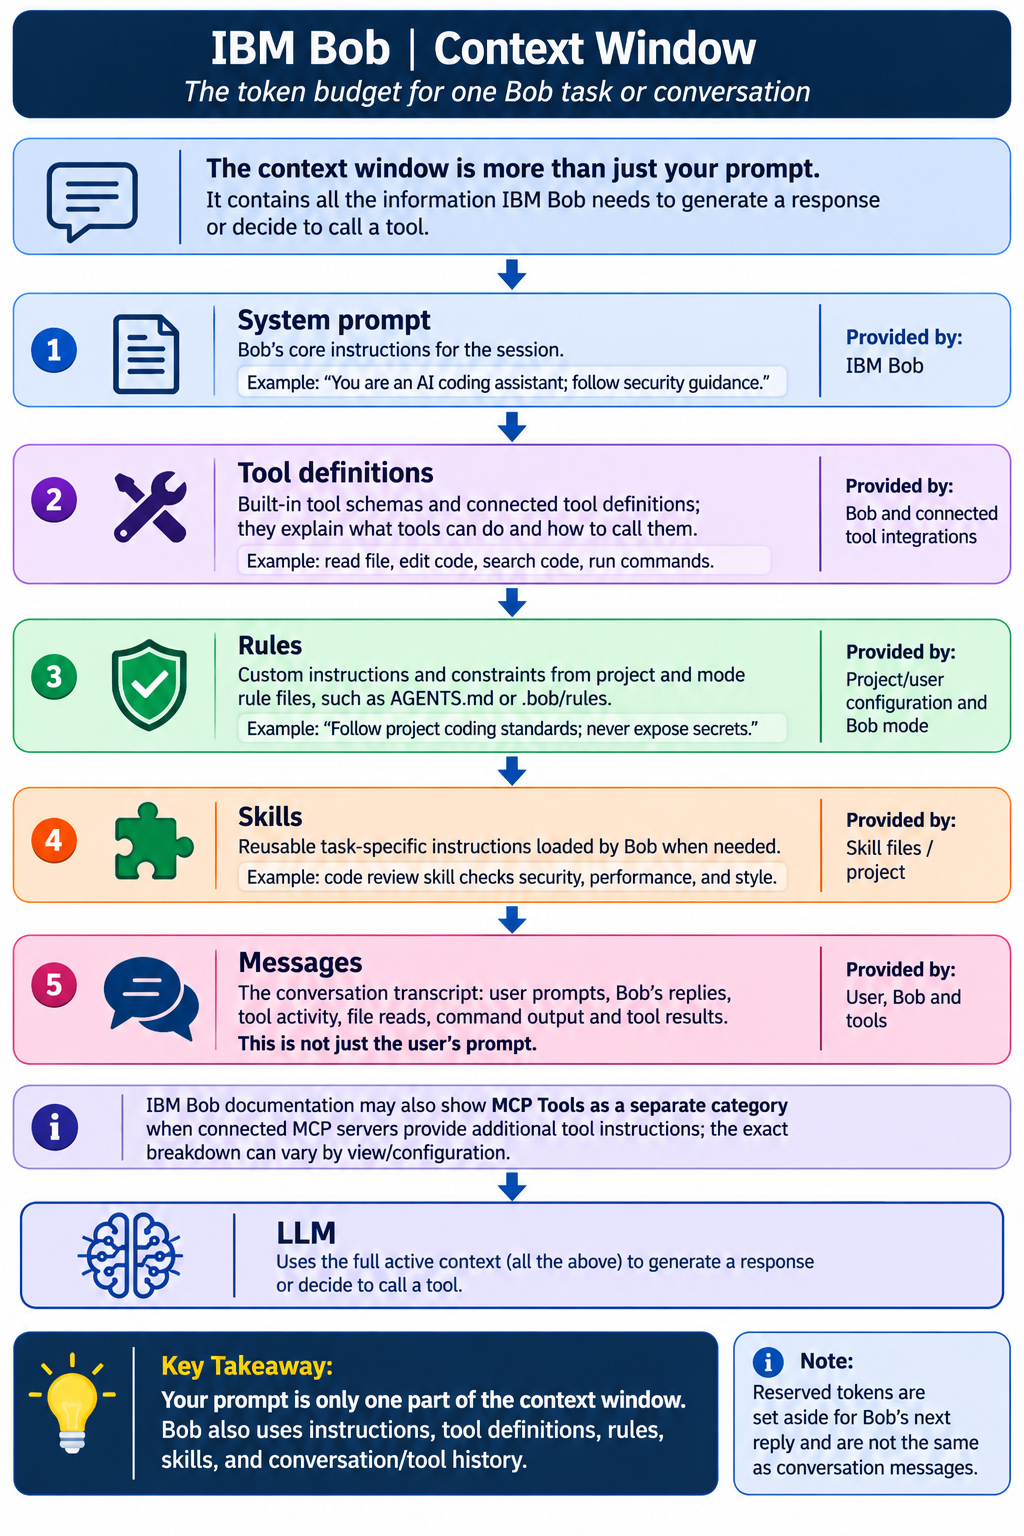 IBM Bob | Context Window
The token budget for one Bob task or conversation
The context window is more than just your prompt.
It contains all the information IBM Bob needs to generate a response
or decide to call a tool.
1
System prompt
Bob's core instructions for the session.
Example: “You are an AI coding assistant; follow security guidance.”
Provided by:
IBM Bob
2
Tool definitions
Built-in tool schemas and connected tool definitions;
they explain what tools can do and how to call them.
Example: read file, edit code, search code, run commands.
Provided by:
Bob and connected
tool integrations
3
Rules
Custom instructions and constraints from project and mode
rule files, such as AGENTS.md or .bob/rules.
Example: “Follow project coding standards; never expose secrets.”
Provided by:
Project/user
configuration and
Bob mode
4
Skills
Reusable task-specific instructions loaded by Bob when needed.
Example: code review skill checks security, performance, and style.
Provided by:
Skill files /
project
5
Messages
The conversation transcript: user prompts, Bob's replies,
tool activity, file reads, command output and tool results.
This is not just the user's prompt.
Provided by:
User, Bob and
tools
i
IBM Bob documentation may also show MCP Tools as a separate category
when connected MCP servers provide additional tool instructions; the exact
breakdown can vary by view/configuration.
LLM
Uses the full active context (all the above) to generate a response
or decide to call a tool.
Key Takeaway:
Your prompt is only one part of the context window.
Bob also uses instructions, tool definitions, rules,
skills, and conversation/tool history.
i Note:
Reserved tokens are
set aside for Bob's next
reply and are not the same
as conversation messages.